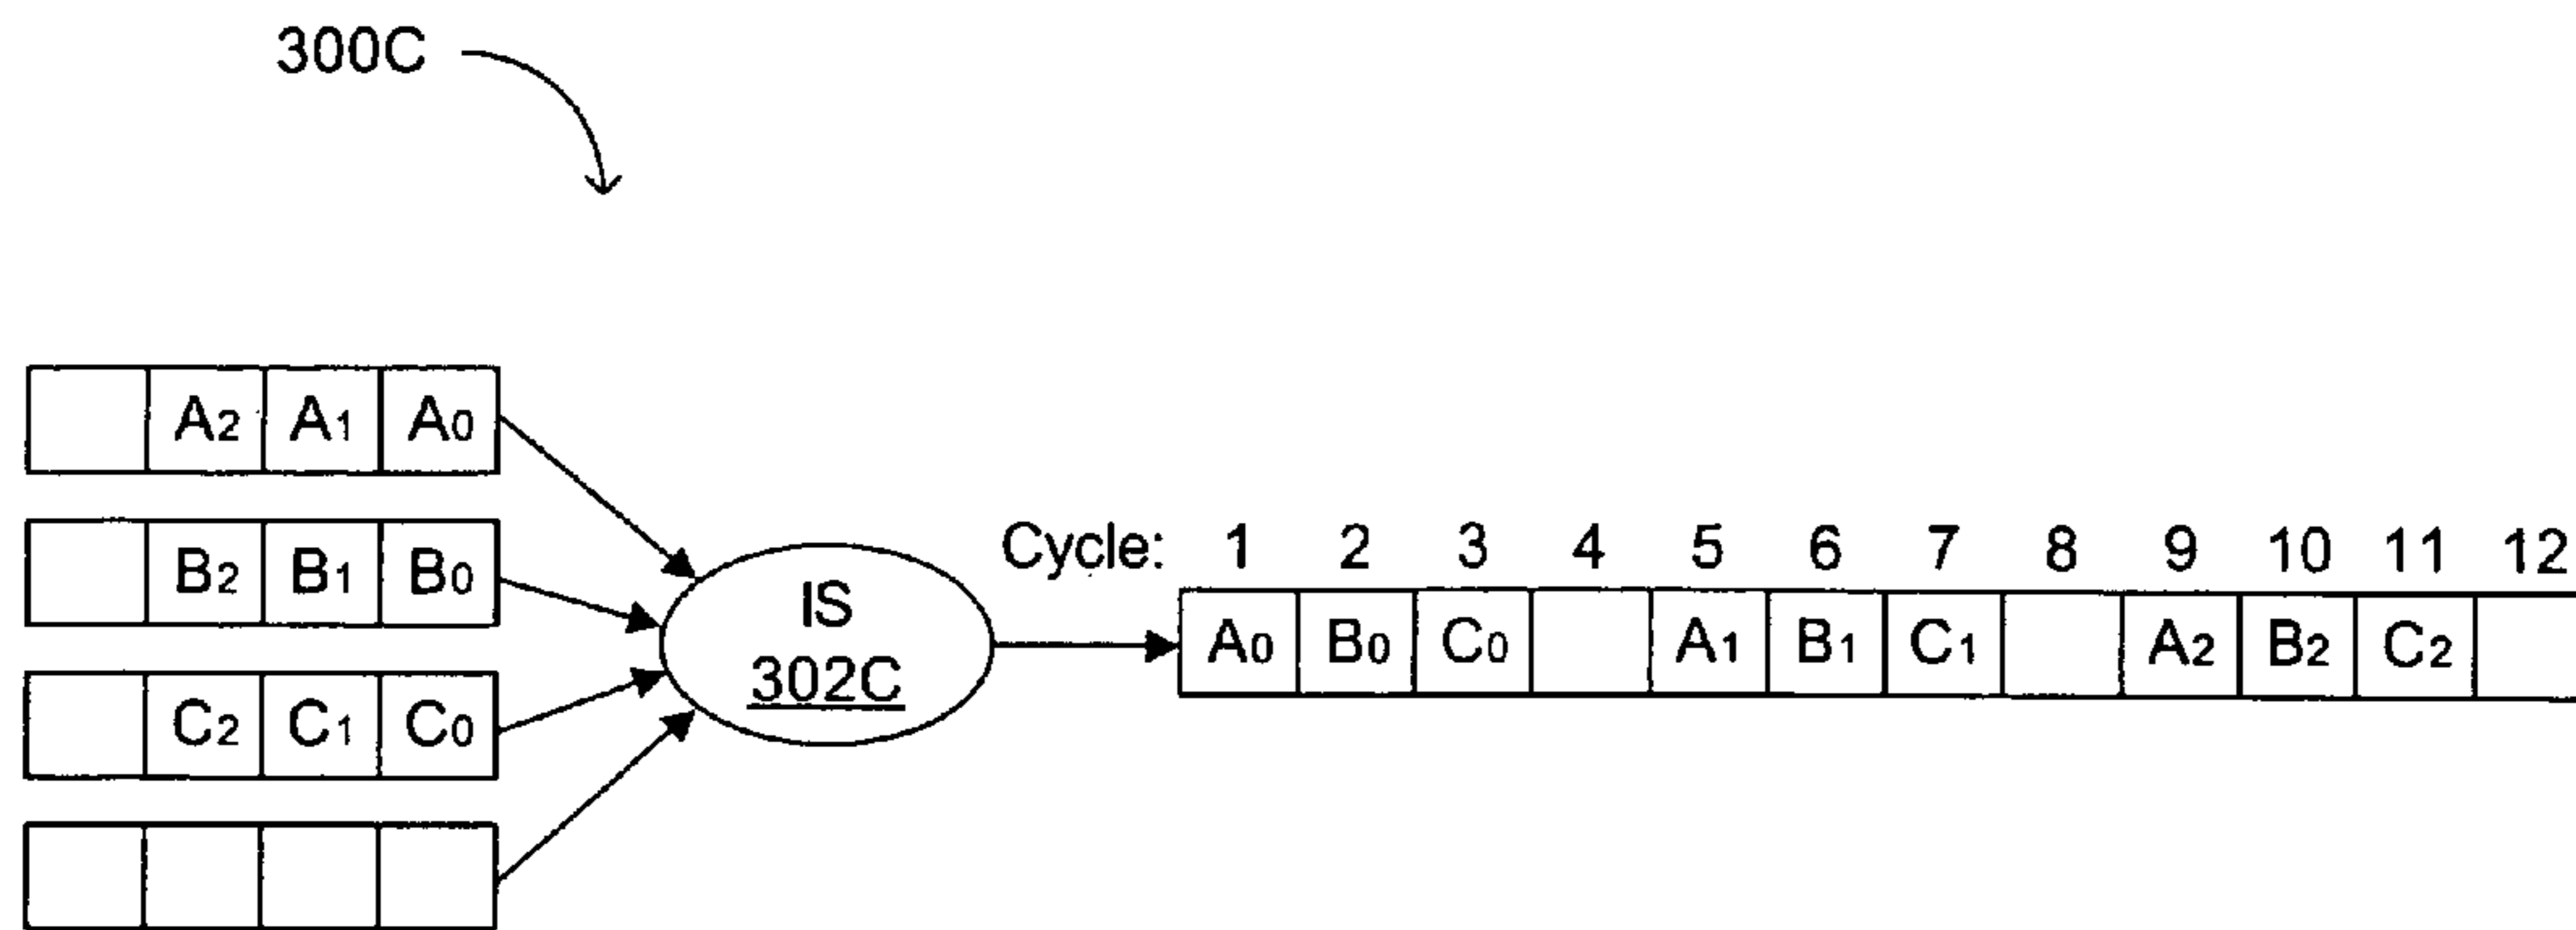 300C
A2 A1 A0
B2 B1 B0
Cycle: 1 2 3 4 5 6 7 8 9 10 11 12
IS
302C
A0 B0 C0 A1 B1 C1 A2 B2 C2
C2 C1 C0